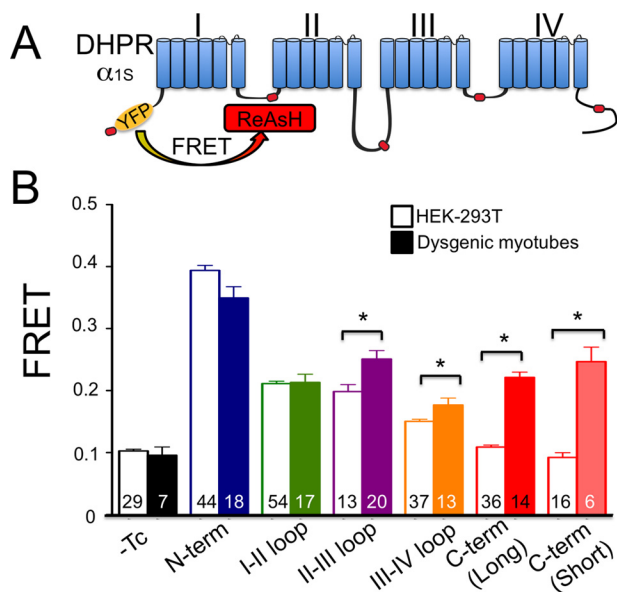 A
I II III IV
DHPR
α1S
YFP
ReAsH
FRET
B
HEK-293T
Dysgenic myotubes
FRET
0.5
0.4
0.3
0.2
0.1
0
* * * *
29 7 44 18 54 17 13 20 37 13 36 14 16 6
-Tc
N-term
I-II loop
II-III loop
III-IV loop
C-term
(Long)
C-term
(Short)